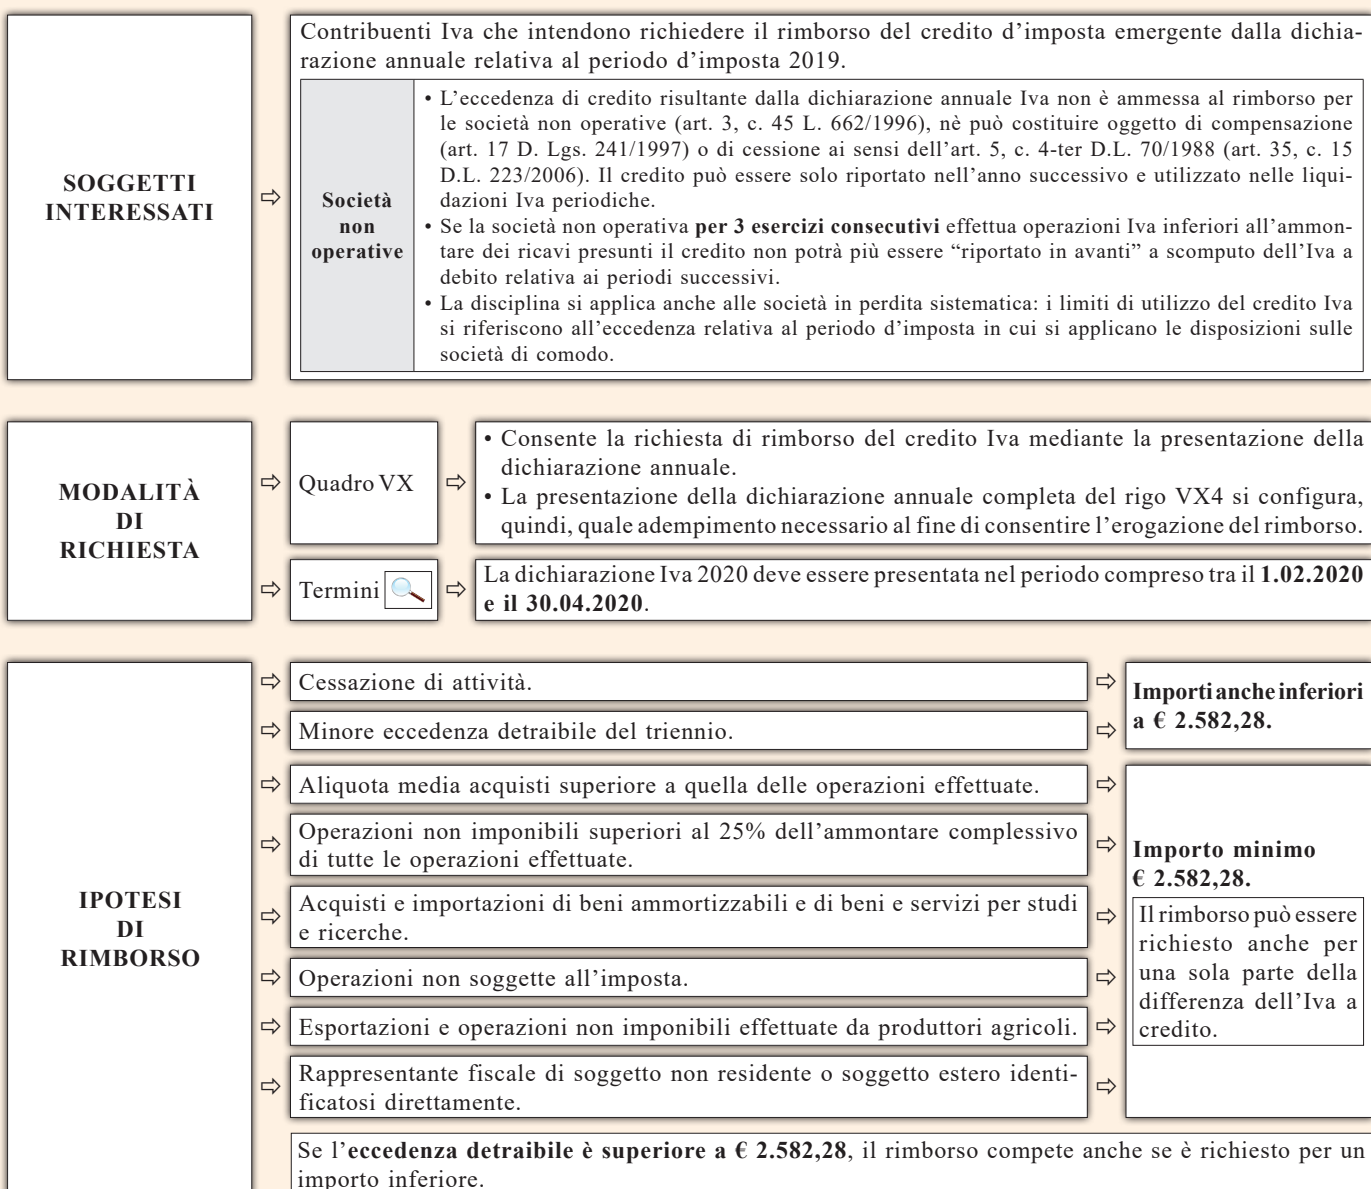 SOGGETTI
INTERESSATI
Contribuenti Iva che intendono richiedere il rimborso del credito d'imposta emergente dalla dichia-
razione annuale relativa al periodo d'imposta 2019.
Società
non
operative
• L'eccedenza di credito risultante dalla dichiarazione annuale Iva non è ammessa al rimborso per
le società non operative (art. 3, c. 45 L. 662/1996), nè può costituire oggetto di compensazione
(art. 17 D. Lgs. 241/1997) o di cessione ai sensi dell'art. 5, c. 4-ter D.L. 70/1988 (art. 35, c. 15
D.L. 223/2006). Il credito può essere solo riportato nell'anno successivo e utilizzato nelle liqui-
dazioni Iva periodiche.
• Se la società non operativa per 3 esercizi consecutivi effettua operazioni Iva inferiori all'ammon-
tare dei ricavi presunti il credito non potrà più essere “riportato in avanti” a scomputo dell'Iva a
debito relativa ai periodi successivi.
• La disciplina si applica anche alle società in perdita sistematica: i limiti di utilizzo del credito Iva
si riferiscono all'eccedenza relativa al periodo d'imposta in cui si applicano le disposizioni sulle
società di comodo.
MODALITÀ
DI
RICHIESTA
⇨ Quadro VX ⇨
• Consente la richiesta di rimborso del credito Iva mediante la presentazione della
dichiarazione annuale.
• La presentazione della dichiarazione annuale completa del rigo VX4 si configura,
quindi, quale adempimento necessario al fine di consentire l'erogazione del rimborso.
⇨ Termini ⇨
La dichiarazione Iva 2020 deve essere presentata nel periodo compreso tra il 1.02.2020
e il 30.04.2020.
IPOTESI
DI
RIMBORSO
⇨ Cessazione di attività. ⇨
⇨ Minore eccedenza detraibile del triennio. ⇨
Importi anche inferiori
a € 2.582,28.
⇨ Aliquota media acquisti superiore a quella delle operazioni effettuate. ⇨
⇨ Operazioni non imponibili superiori al 25% dell'ammontare complessivo
di tutte le operazioni effettuate. ⇨
⇨ Acquisti e importazioni di beni ammortizzabili e di beni e servizi per studi
e ricerche. ⇨
⇨ Operazioni non soggette all'imposta. ⇨
⇨ Esportazioni e operazioni non imponibili effettuate da produttori agricoli. ⇨
⇨ Rappresentante fiscale di soggetto non residente o soggetto estero identi-
ficatosi direttamente. ⇨
Importo minimo
€ 2.582,28.
Il rimborso può essere
richiesto anche per
una sola parte della
differenza dell'Iva a
credito.
Se l'eccedenza detraibile è superiore a € 2.582,28, il rimborso compete anche se è richiesto per un
importo inferiore.